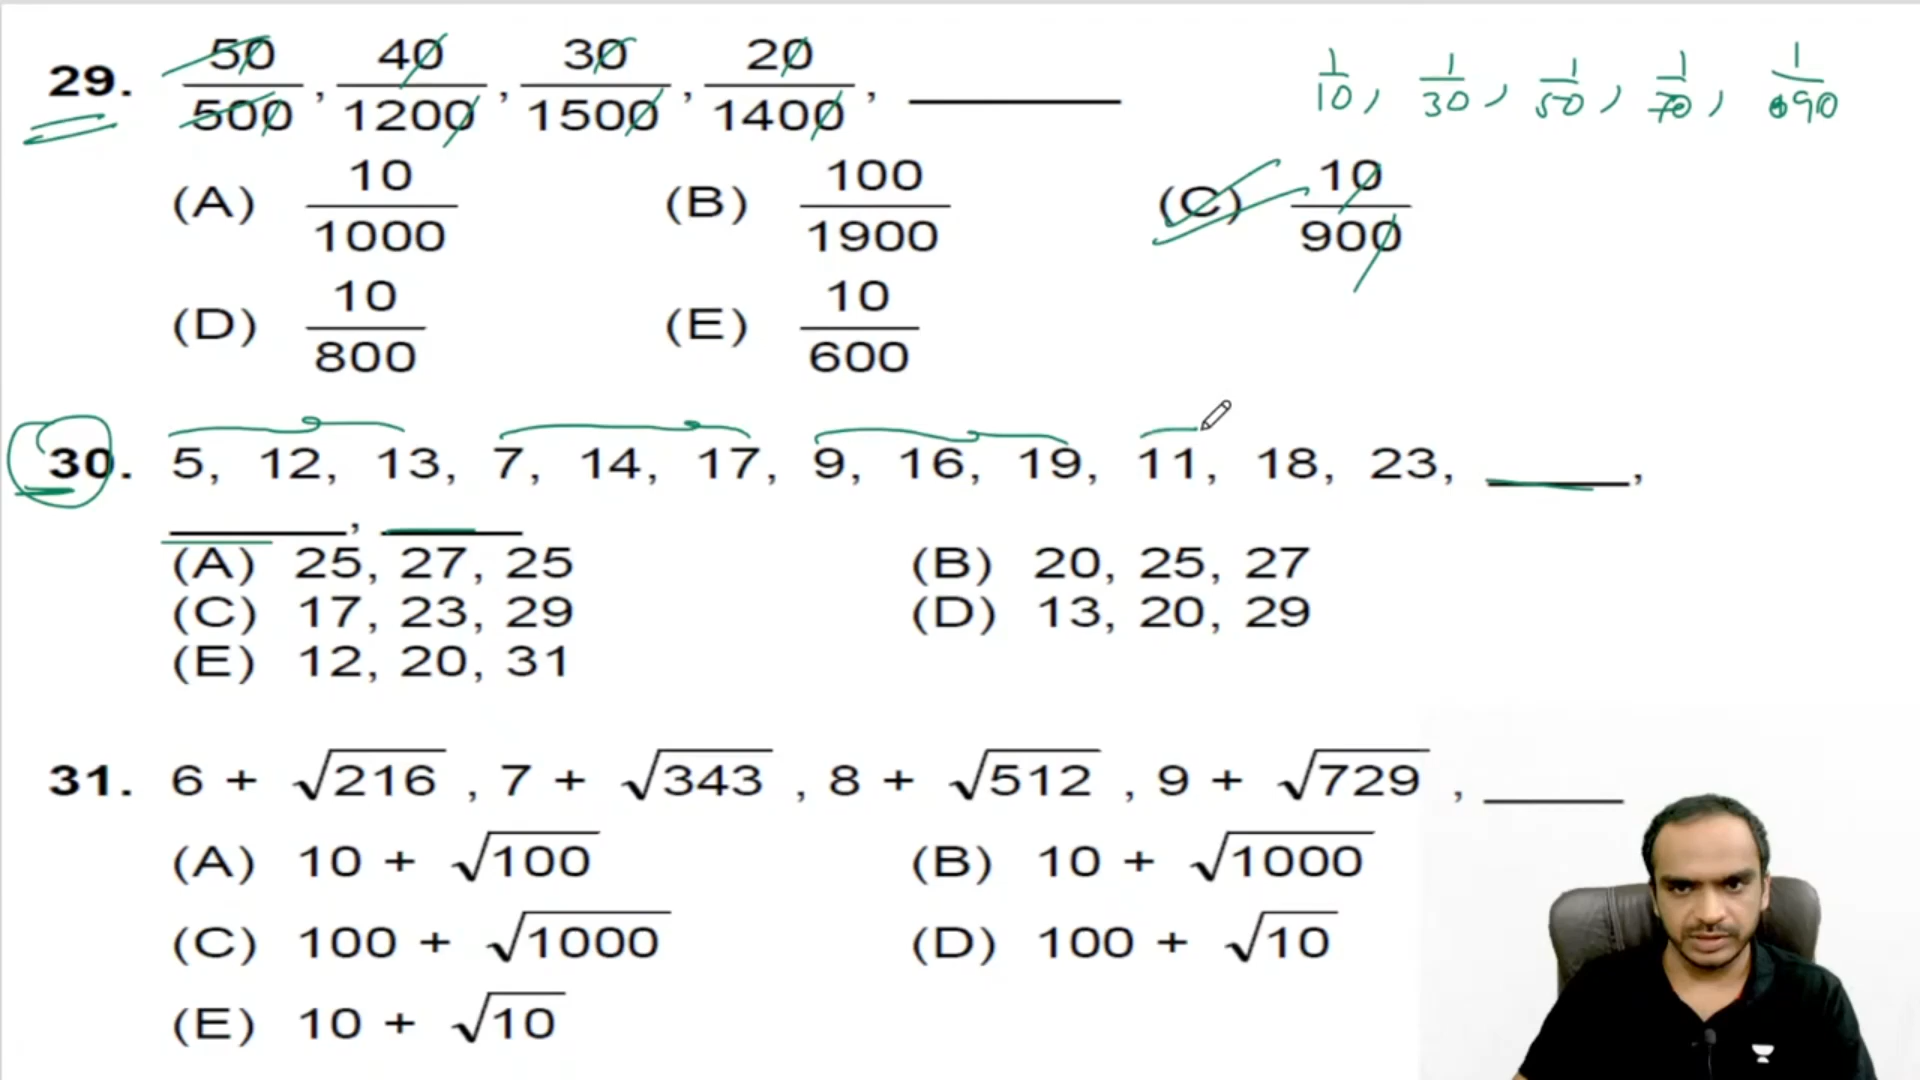 29. 50/500, 40/1200, 30/1500, 20/1400, ______ 1/10, 1/30, 1/50, 1/70, 1/90
(A) 10/1000 (B) 100/1900 (C) 10/900
(D) 10/800 (E) 10/600
30. 5, 12, 13, 7, 14, 17, 9, 16, 19, 11, 18, 23, ______,
______, ______
(A) 25, 27, 25 (B) 20, 25, 27
(C) 17, 23, 29 (D) 13, 20, 29
(E) 12, 20, 31
31. 6 + √216 , 7 + √343 , 8 + √512 , 9 + √729 , ______
(A) 10 + √100 (B) 10 + √1000
(C) 100 + √1000 (D) 100 + √10
(E) 10 + √10